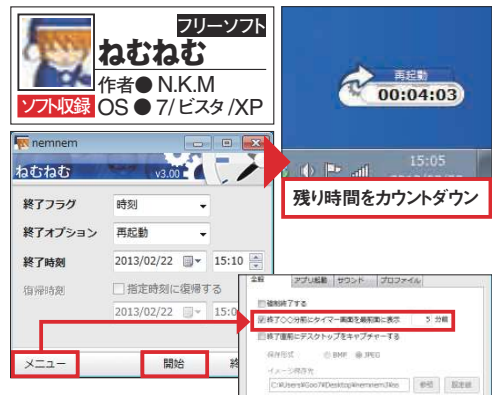 フリーソフト
ねむねむ
作者● N.K.M
ソフト収録 OS ● 7/ ビスタ /XP
再起動
00:04:03
15:05
残り時間をカウントダウン
nemnem
ねむねむ v3.00
終了フラグ 時刻
終了オプション 再起動
終了時刻 2013/02/22 15:10
復帰時刻 指定時刻に復帰する
2013/02/22
メニュー 開始
全般 アプリ起動 サウンド プロファイル
強制終了する
終了○○分前にタイマー画面を最前面に表示 5 分前
終了直前にデスクトップをキャプチャーする
保存形式 BMP JPEG
イメージ保存先
参照 既定値